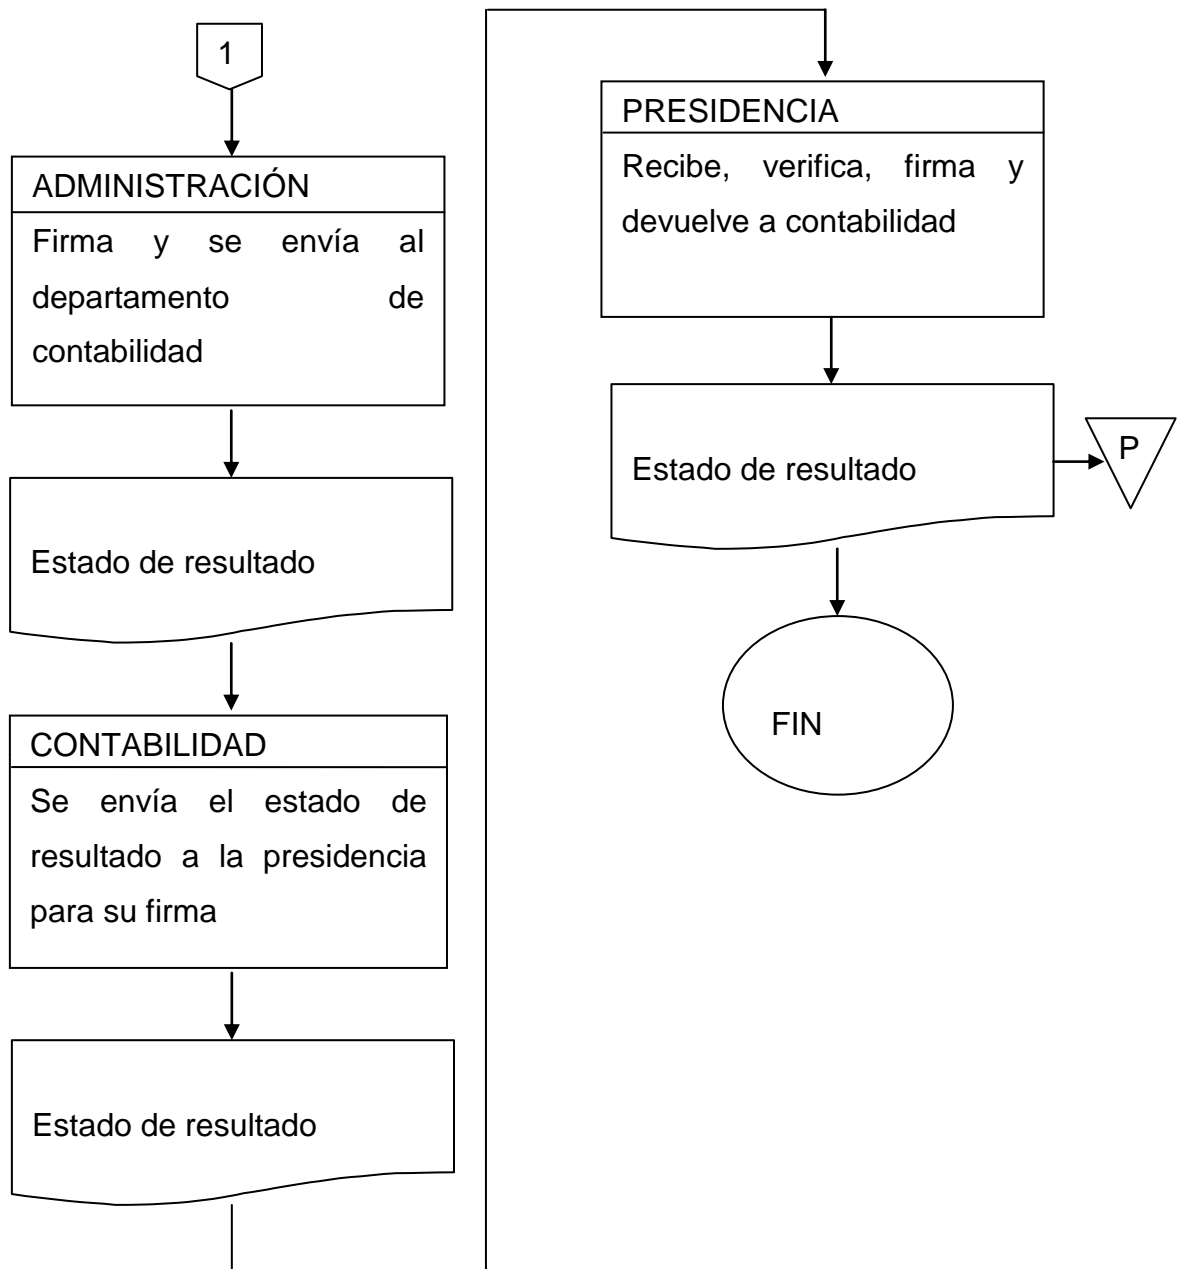 1
ADMINISTRACIÓN
Firma y se envía al
departamento de
contabilidad
Estado de resultado
CONTABILIDAD
Se envía el estado de
resultado a la presidencia
para su firma
Estado de resultado
PRESIDENCIA
Recibe, verifica, firma y
devuelve a contabilidad
Estado de resultado
P
FIN